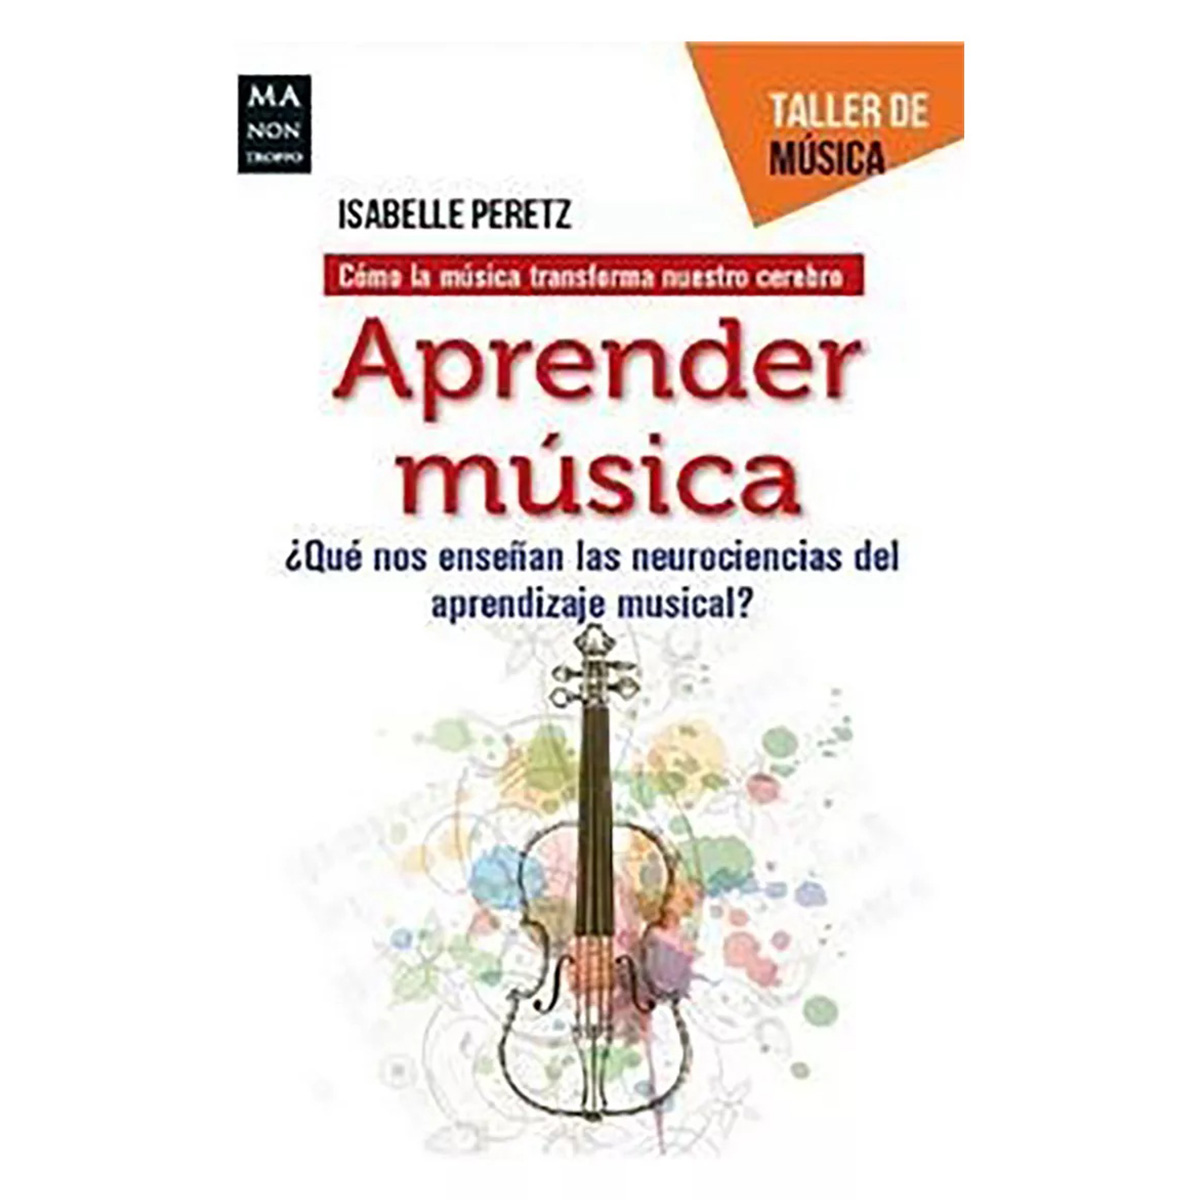 MA
NON
TROPPO
TALLER DE
MÚSICA
ISABELLE PERETZ
Cómo la música transforma nuestro cerebro
Aprender
música
¿Qué nos enseñan las neurociencias del
aprendizaje musical?